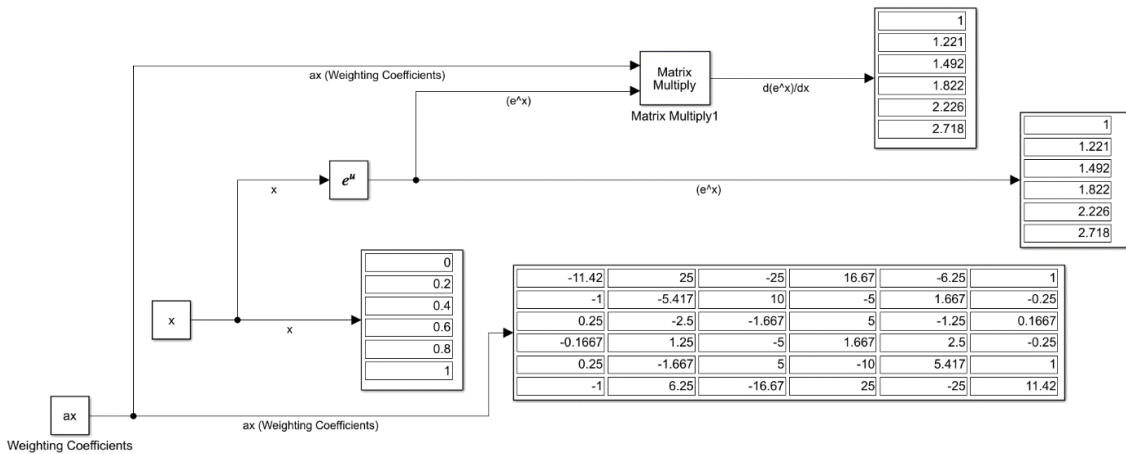 1
1.221
1.492
1.822
2.226
2.718
ax (Weighting Coefficients)
(e^x)
Matrix
Multiply
Matrix Multiply1
d(e^x)/dx
1
1.221
1.492
1.822
2.226
2.718
x
e^u
(e^x)
0
0.2
0.4
0.6
0.8
1
x
x
-11.42 25 -25 16.67 -6.25 1
-1 -5.417 10 -5 1.667 -0.25
0.25 -2.5 -1.667 5 -1.25 0.1667
-0.1667 1.25 -5 1.667 2.5 -0.25
0.25 -1.667 5 -10 5.417 1
-1 6.25 -16.67 25 -25 11.42
ax
Weighting Coefficients
ax (Weighting Coefficients)